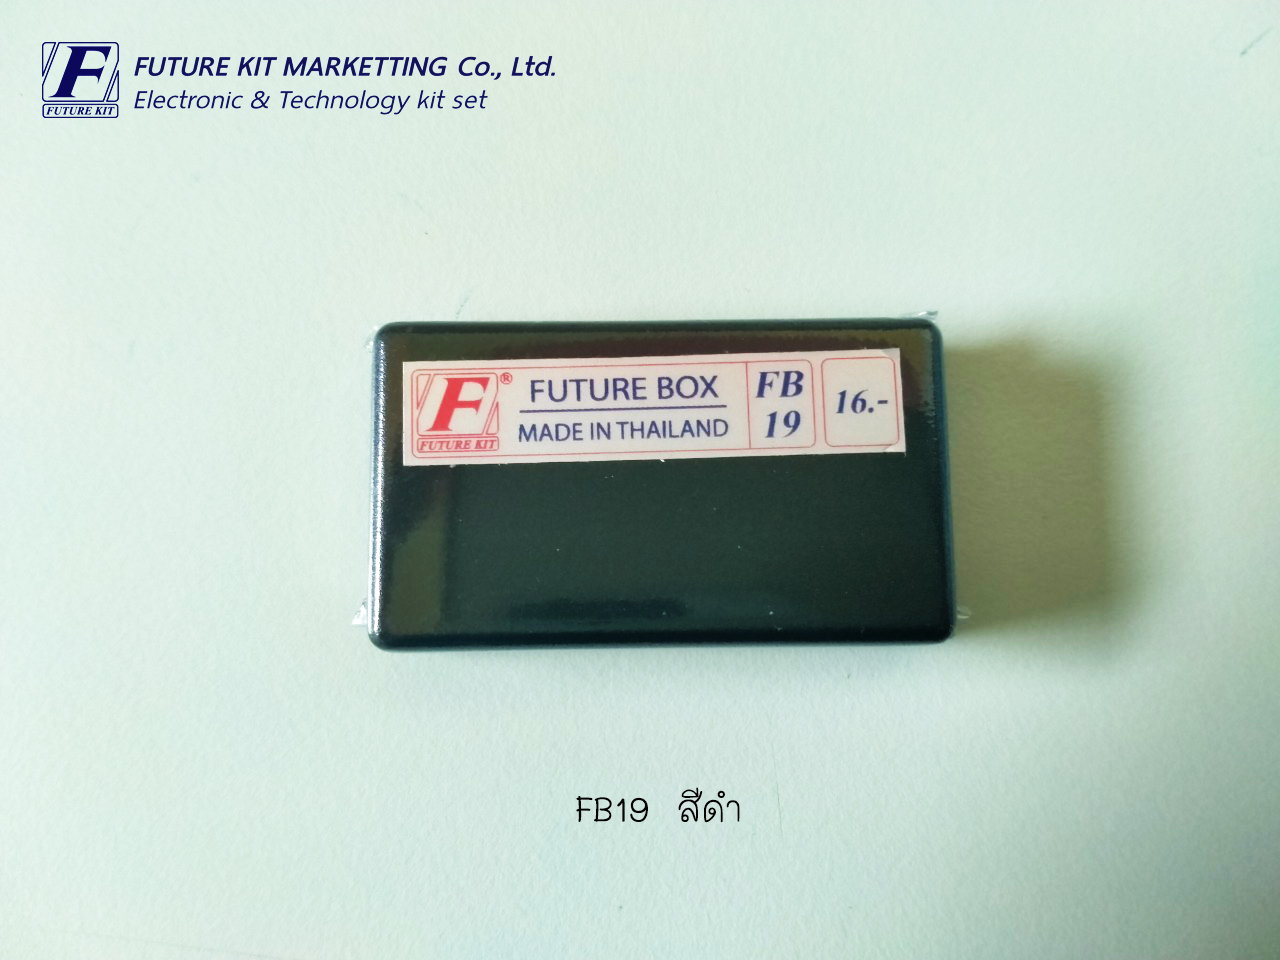 F
FUTURE KIT
FUTURE KIT MARKETTING Co., Ltd.
Electronic & Technology kit set
F ®
FUTURE KIT
FUTURE BOX
MADE IN THAILAND
FB
19
16.-
FB19 สีดำ